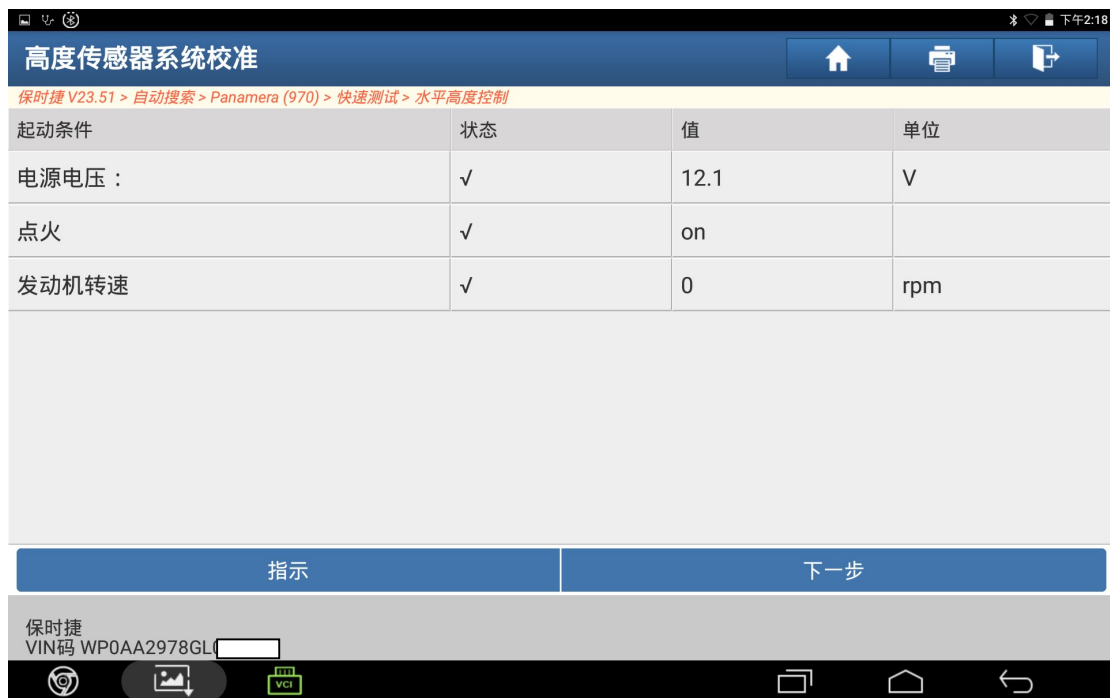 下午2:18
高度传感器系统校准
保时捷 V23.51 > 自动搜索 > Panamera (970) > 快速测试 > 水平高度控制
起动条件 状态 值 单位
电源电压： √ 12.1 V
点火 √ on
发动机转速 √ 0 rpm
指示 下一步
保时捷
VIN码 WP0AA2978GL
VCI